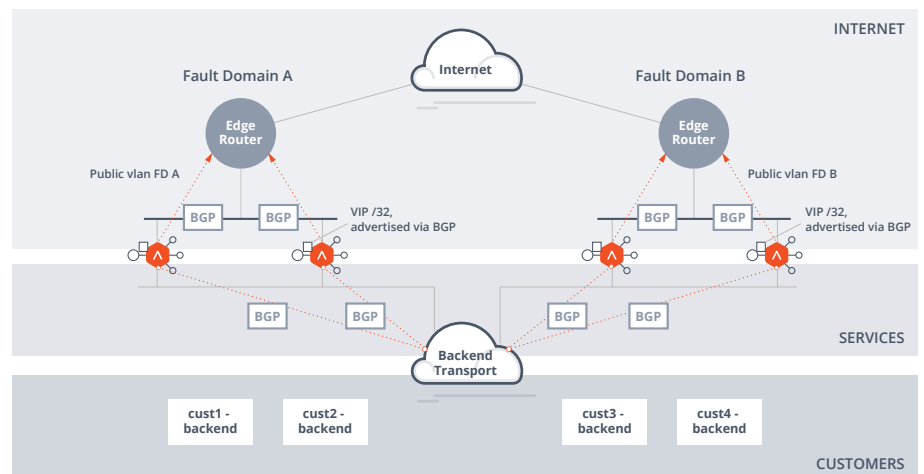 INTERNET
Internet
Fault Domain A
Fault Domain B
Edge
Router
Edge
Router
Public vlan FD A
Public vlan FD B
BGP
BGP
VIP /32,
advertised via BGP
BGP
BGP
VIP /32,
advertised via BGP
BGP
BGP
BGP
BGP
SERVICES
Backend
Transport
cust1 -
backend
cust2 -
backend
cust3 -
backend
cust4 -
backend
CUSTOMERS